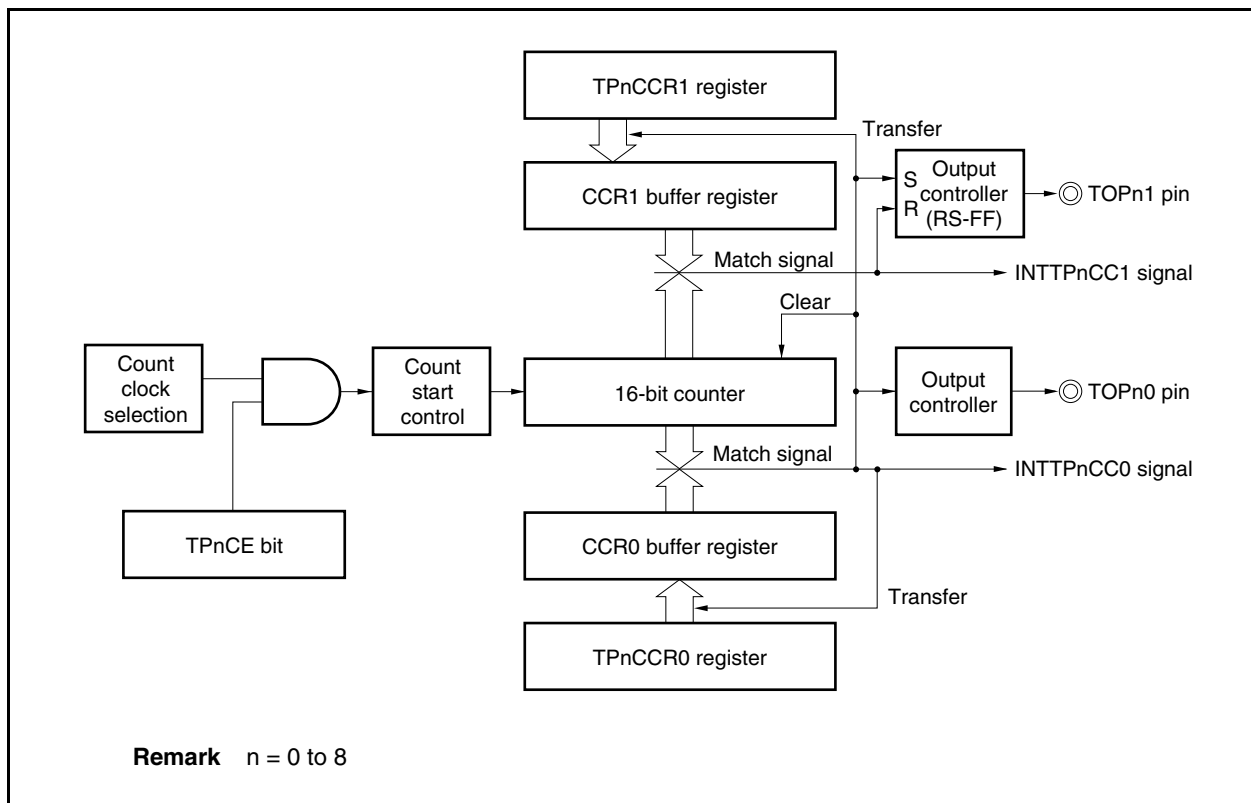 TPnCCR1 register
Transfer
CCR1 buffer register
S
R
Output
controller
(RS-FF)
TOPn1 pin
Match signal
INTTPnCC1 signal
Clear
Count
clock
selection
Count
start
control
16-bit counter
Output
controller
TOPn0 pin
Match signal
INTTPnCC0 signal
TPnCE bit
CCR0 buffer register
Transfer
TPnCCR0 register
Remark n = 0 to 8